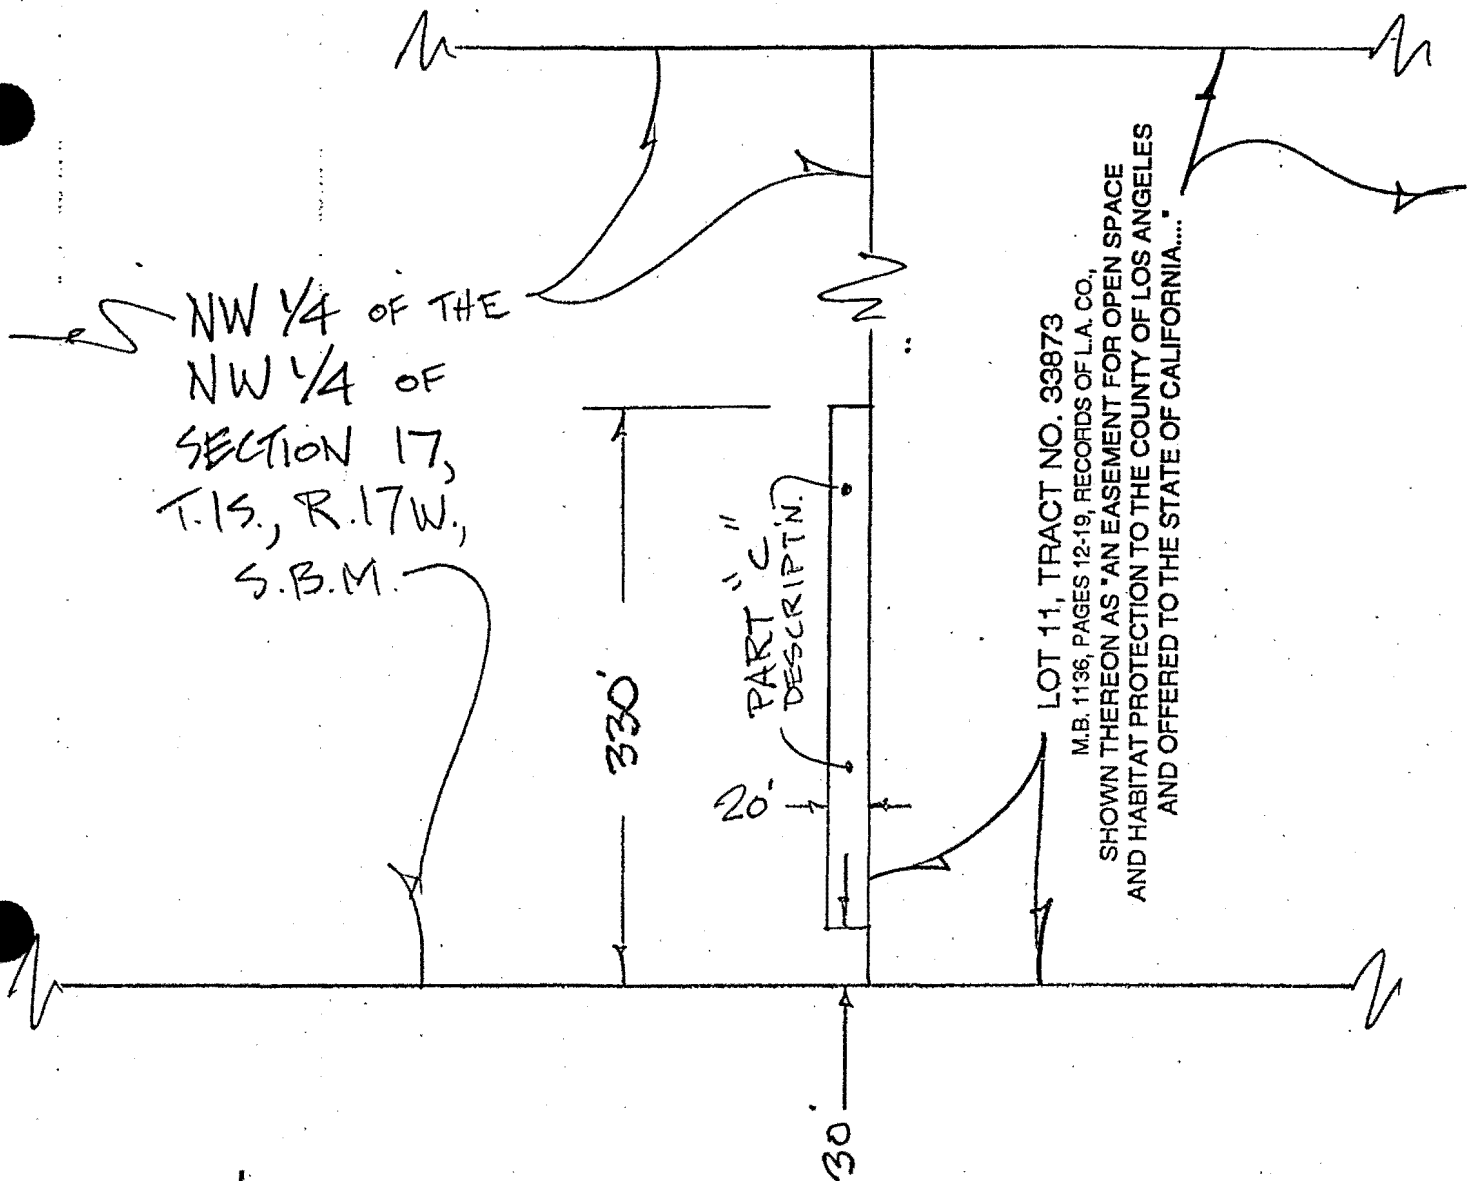 NW 1/4 OF THE
NW 1/4 OF
SECTION 17,
T.1S., R.17W.,
S.B.M.
330'
PART "C"
DESCRIPT'N.
20'
30'
LOT 11, TRACT NO. 33873
M.B. 1136, PAGES 12-19, RECORDS OF L.A. CO.,
SHOWN THEREON AS "AN EASEMENT FOR OPEN SPACE
AND HABITAT PROTECTION TO THE COUNTY OF LOS ANGELES
AND OFFERED TO THE STATE OF CALIFORNIA...."